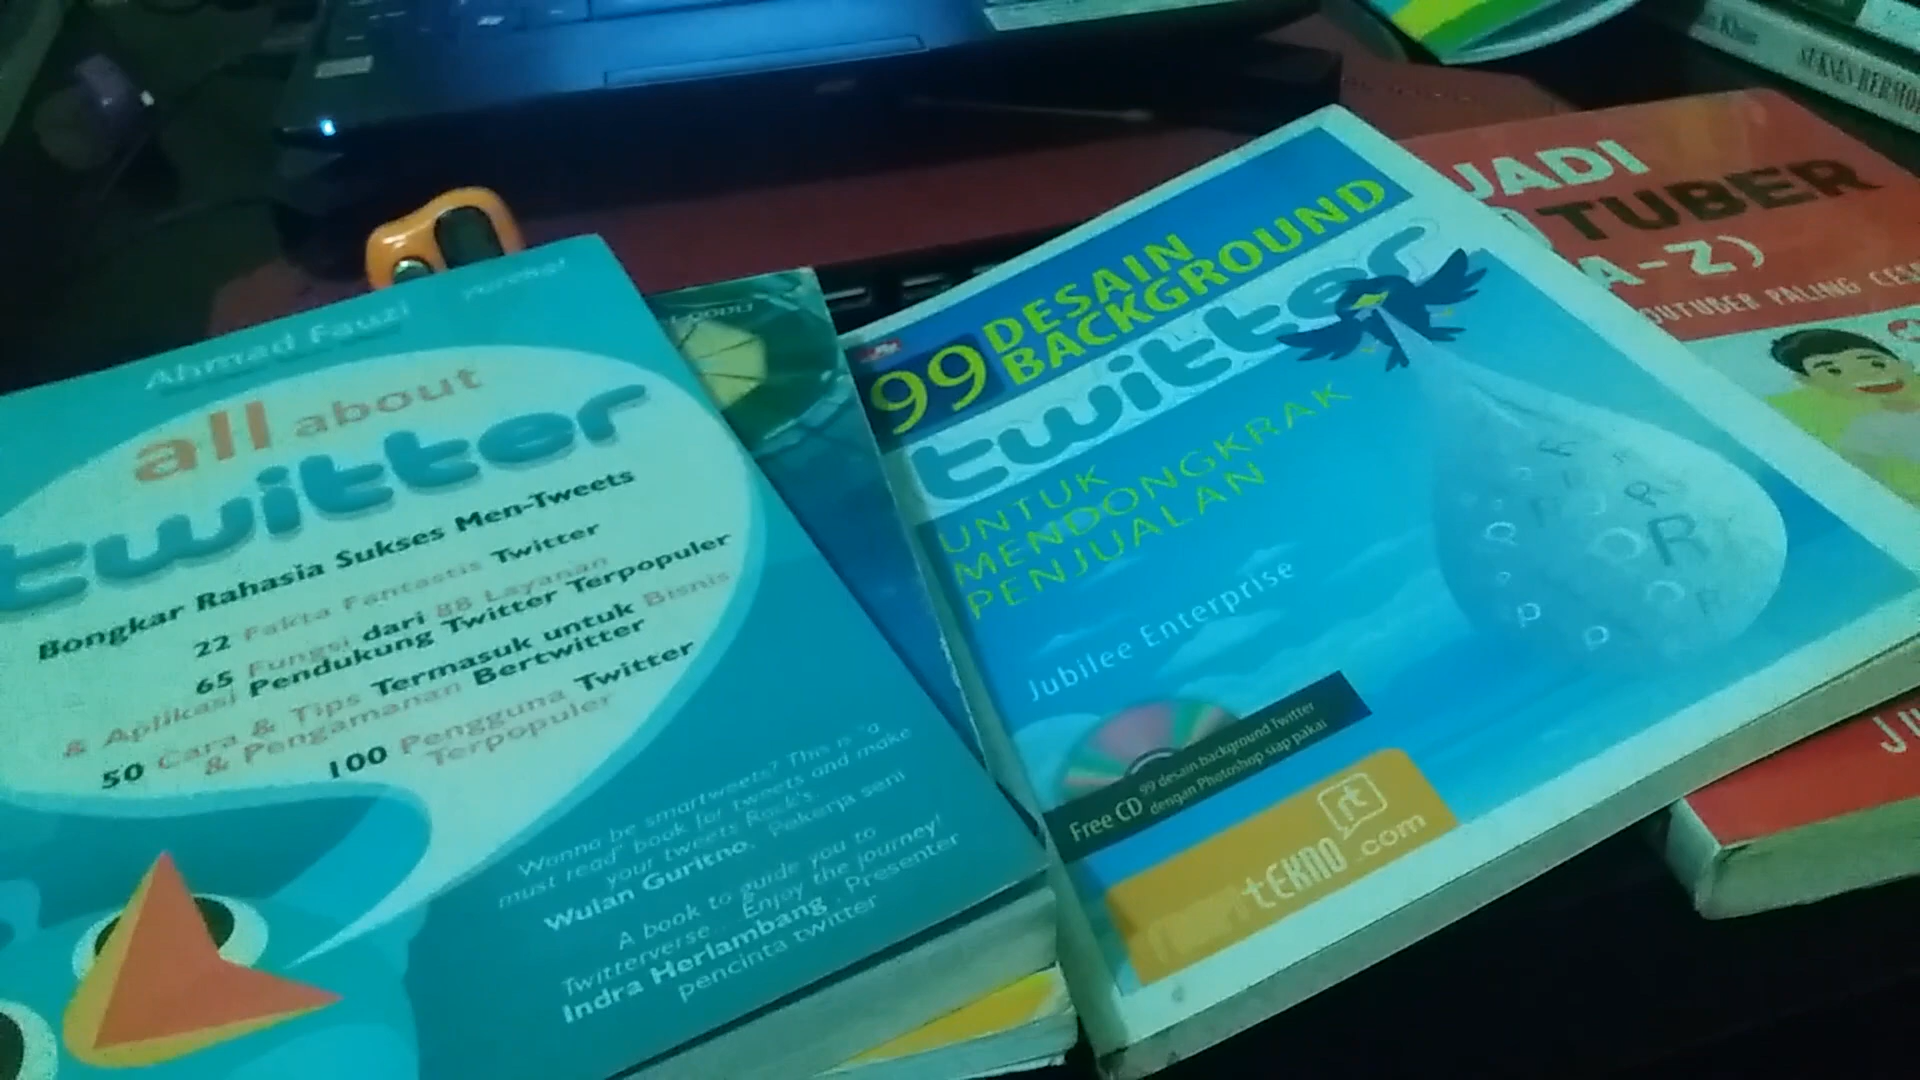 Ahmad Fauzi
all about
twitter
Bongkar Rahasia Sukses Men-Tweets
22 Fakta Fantastis Twitter
65 Fungsi dari 88 Layanan
& Aplikasi Pendukung Twitter Terpopuler
50 Cara & Tips Termasuk untuk Bisnis
& Pengamanan Bertwitter
100 Pengguna Twitter
Terpopuler
Wanna be smartweets? This is "a
must read" book for tweets and make
your tweets Rock's
Wulan Guritno, Pekerja seni
A book to guide you to
Twitterverse... Enjoy the journey!
Indra Herlambang, Presenter
pencinta twitter
99 DESAIN
BACKGROUND
twitter
UNTUK
MENDONGKRAK
PENJUALAN
Jubilee Enterprise
Free CD 99 desain background Twitter
dengan Photoshop siap pakai
rt
tEKNO.com
JADI
TUBER
A-Z)
OUTUBER PALING
SUKSES